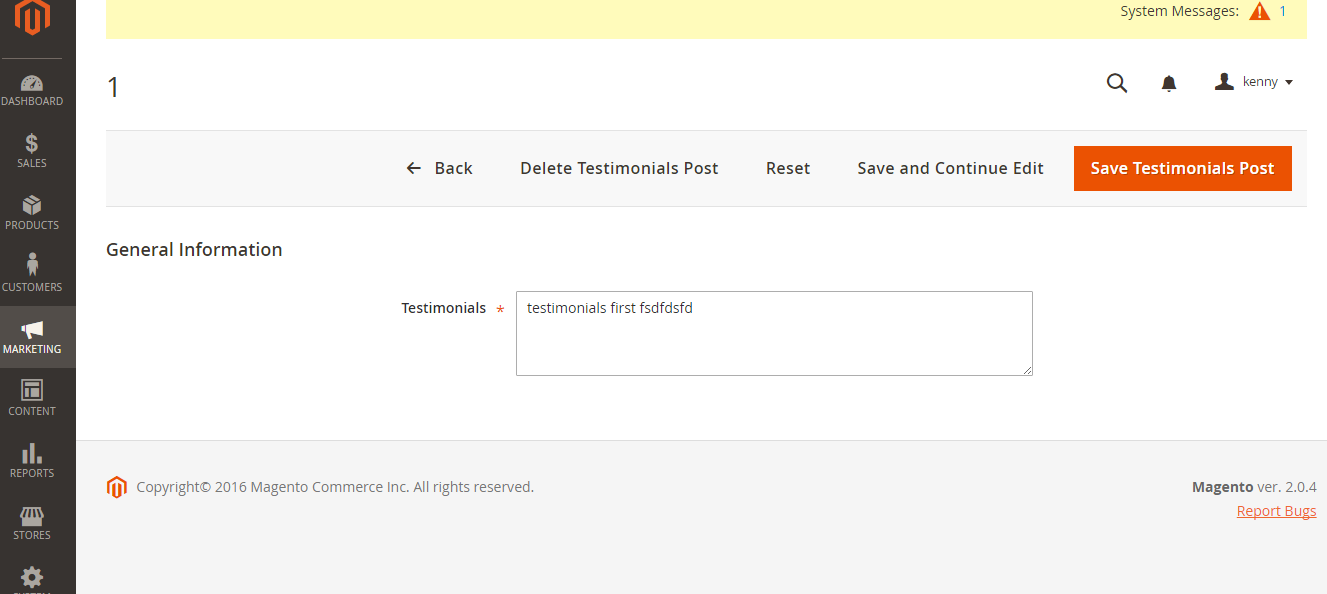 System Messages: 1
1
kenny
DASHBOARD
SALES
PRODUCTS
CUSTOMERS
MARKETING
CONTENT
REPORTS
STORES
← Back Delete Testimonials Post Reset Save and Continue Edit Save Testimonials Post
General Information
Testimonials * testimonials first fsdfdsfd
Copyright© 2016 Magento Commerce Inc. All rights reserved.
Magento ver. 2.0.4
Report Bugs